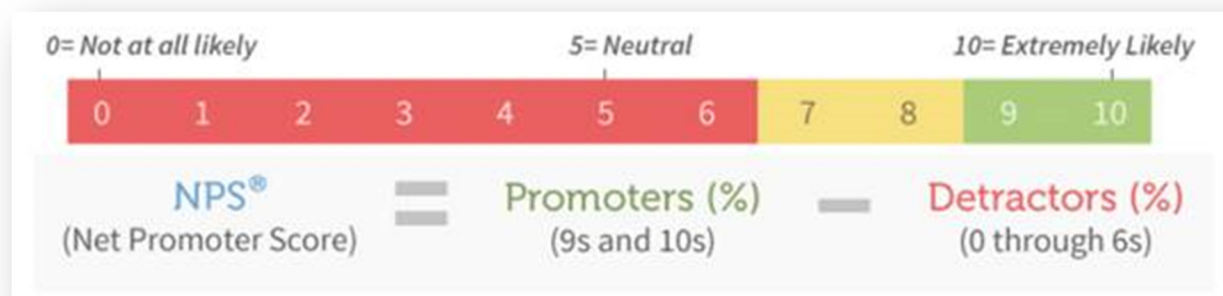 0= Not at all likely 5= Neutral 10= Extremely Likely
0 1 2 3 4 5 6 7 8 9 10
NPS® = Promoters (%) – Detractors (%)
(Net Promoter Score) (9s and 10s) (0 through 6s)